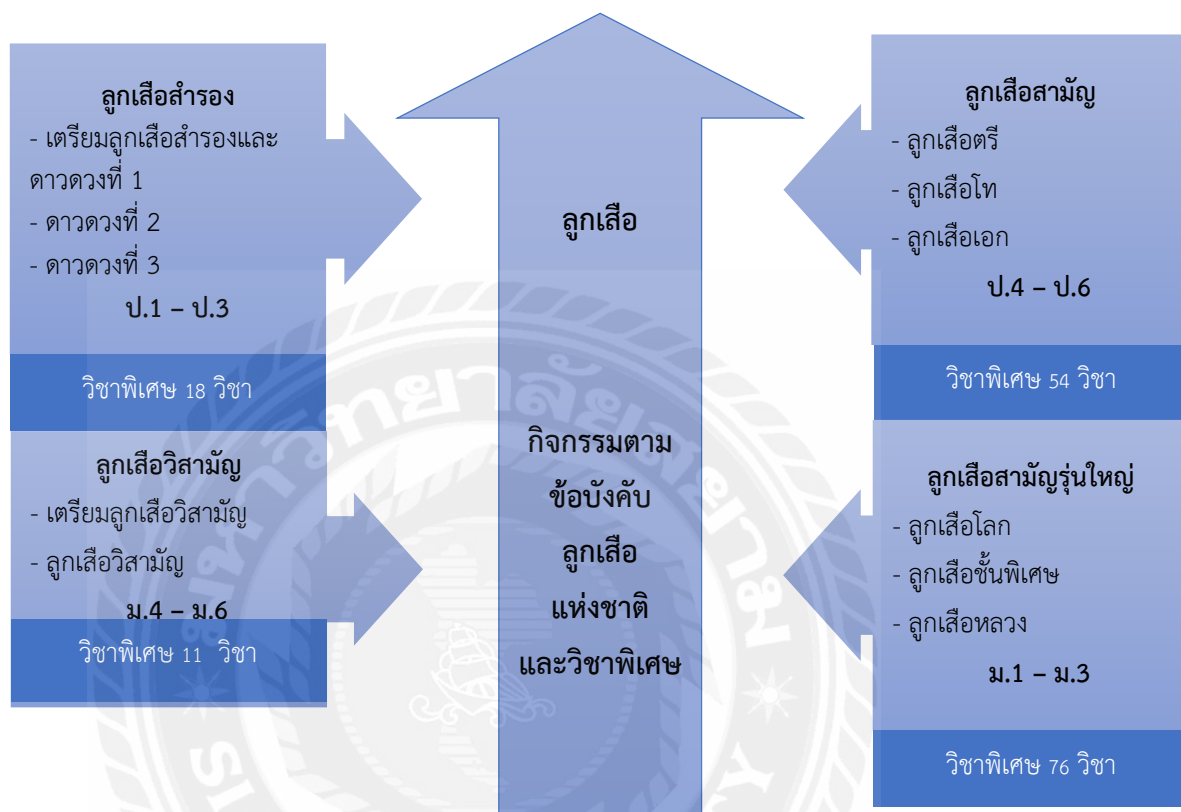 ลูกเสือสำรอง
- เตรียมลูกเสือสำรองและ
ดาวดวงที่ 1
- ดาวดวงที่ 2
- ดาวดวงที่ 3
ป.1 – ป.3
วิชาพิเศษ 18 วิชา
ลูกเสือวิสามัญ
- เตรียมลูกเสือวิสามัญ
- ลูกเสือวิสามัญ
ม.4 – ม.6
วิชาพิเศษ 11 วิชา
ลูกเสือ
กิจกรรมตาม
ข้อบังคับ
ลูกเสือ
แห่งชาติ
และวิชาพิเศษ
ลูกเสือสามัญ
- ลูกเสือตรี
- ลูกเสือโท
- ลูกเสือเอก
ป.4 – ป.6
วิชาพิเศษ 54 วิชา
ลูกเสือสามัญรุ่นใหญ่
- ลูกเสือโลก
- ลูกเสือชั้นพิเศษ
- ลูกเสือหลวง
ม.1 – ม.3
วิชาพิเศษ 76 วิชา
มหาวิทยาลัยสยาม